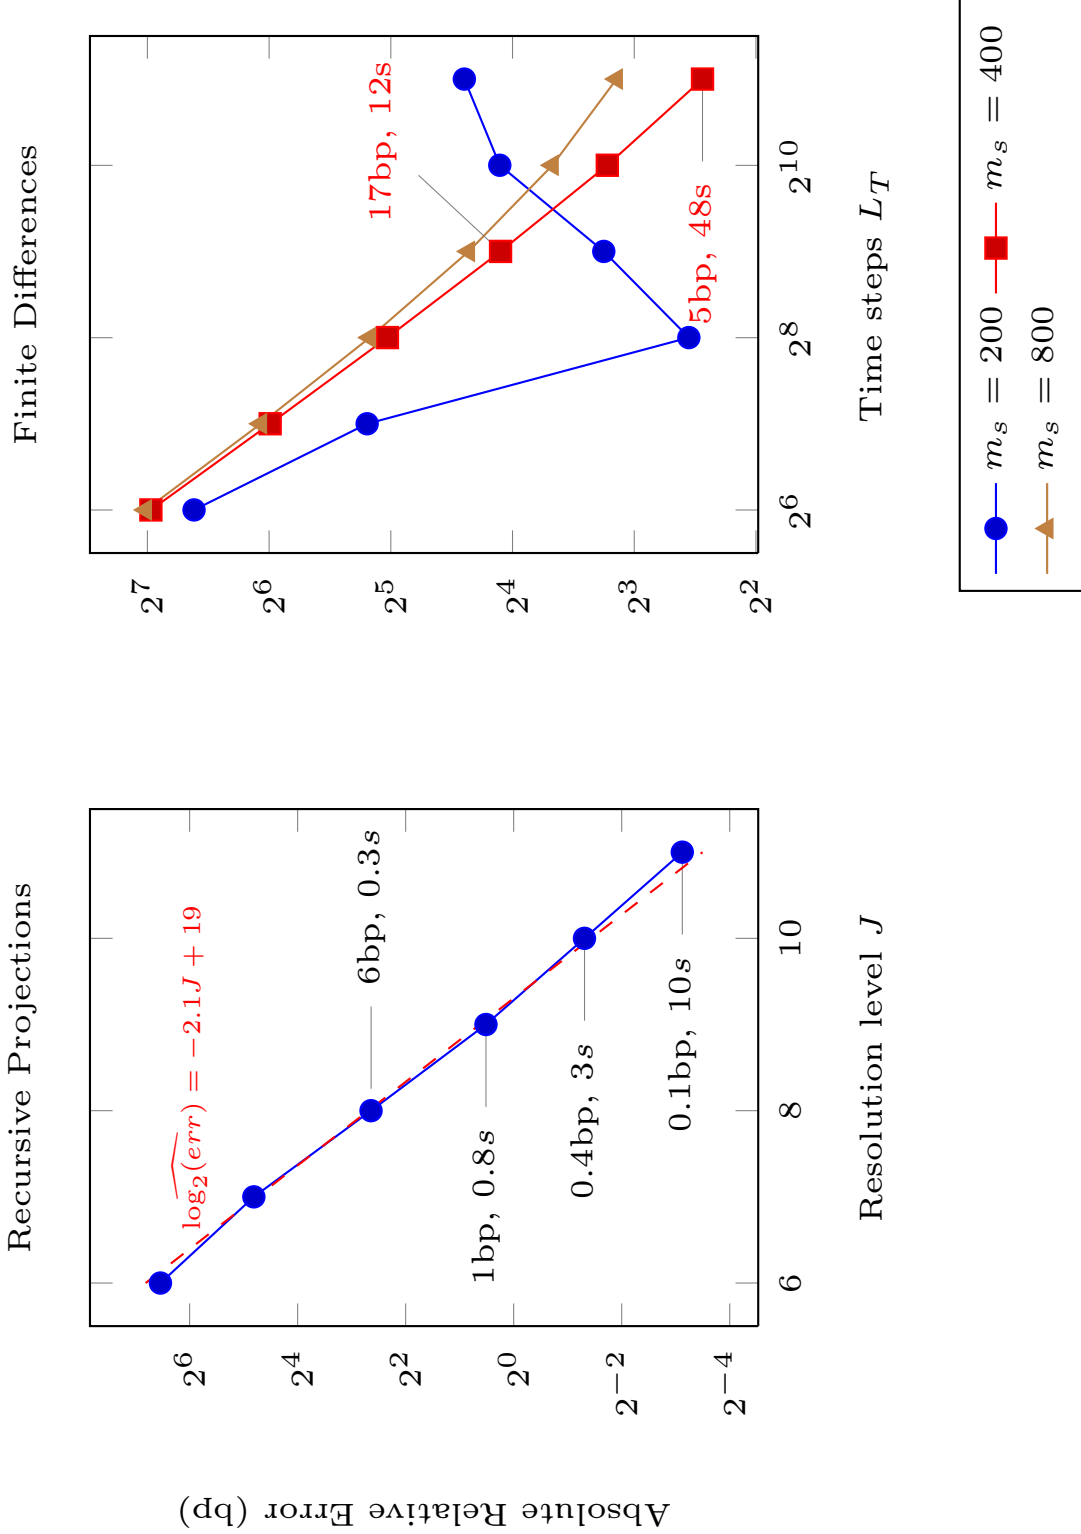 Recursive Projections
Absolute Relative Error (bp)
2^6
2^4
2^2
2^0
2^−2
2^−4
log₂(err) = −2.1J + 19
6bp, 0.3s
1bp, 0.8s
0.4bp, 3s
0.1bp, 10s
6
8
10
Resolution level J
Finite Differences
2^7
2^6
2^5
2^4
2^3
2^2
17bp, 12s
5bp, 48s
2^6
2^8
2^10
Time steps L_T
m_s = 200 m_s = 400
m_s = 800